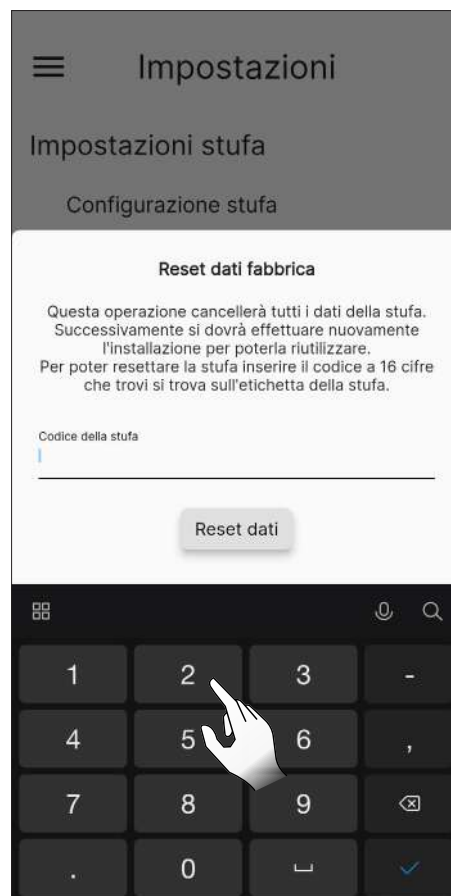 Impostazioni
Impostazioni stufa
Configurazione stufa
Reset dati fabbrica
Questa operazione cancellerà tutti i dati della stufa.
Successivamente si dovrà effettuare nuovamente
l'installazione per poterla riutilizzare.
Per poter resettare la stufa inserire il codice a 16 cifre
che trovi si trova sull'etichetta della stufa.
Codice della stufa
Reset dati
1 2 3 -
4 5 6 ,
7 8 9
. 0